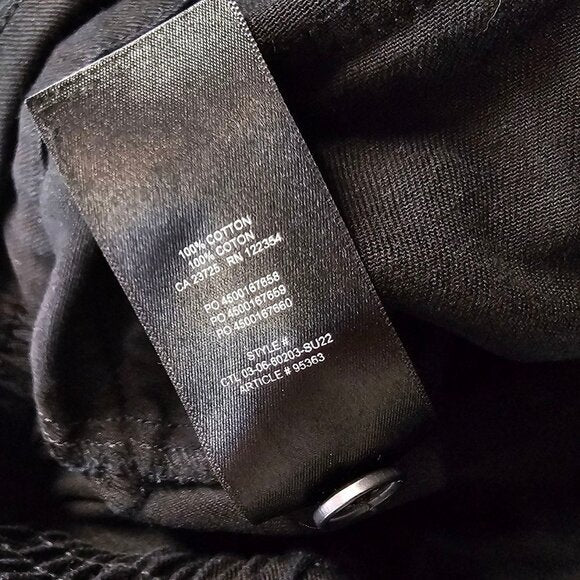 100% COTTON
100% COTON
CA 23725 RN 122364
PO 4500167658
PO 4500167659
PO 4500167660
STYLE #
CTL 03-06-60203-SU22
ARTICLE # 95363